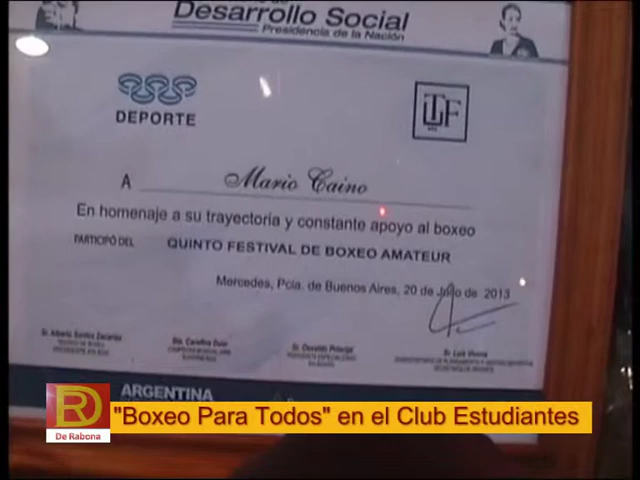 Desarrollo Social
Presidencia de la Nación
DEPORTE
LTF
A Mario Caino
En homenaje a su trayectoria y constante apoyo al boxeo
PARTICIPÓ DEL QUINTO FESTIVAL DE BOXEO AMATEUR
Mercedes, Pcia. de Buenos Aires, 20 de Julio de 2013
ARGENTINA
"Boxeo Para Todos" en el Club Estudiantes
De Rabona